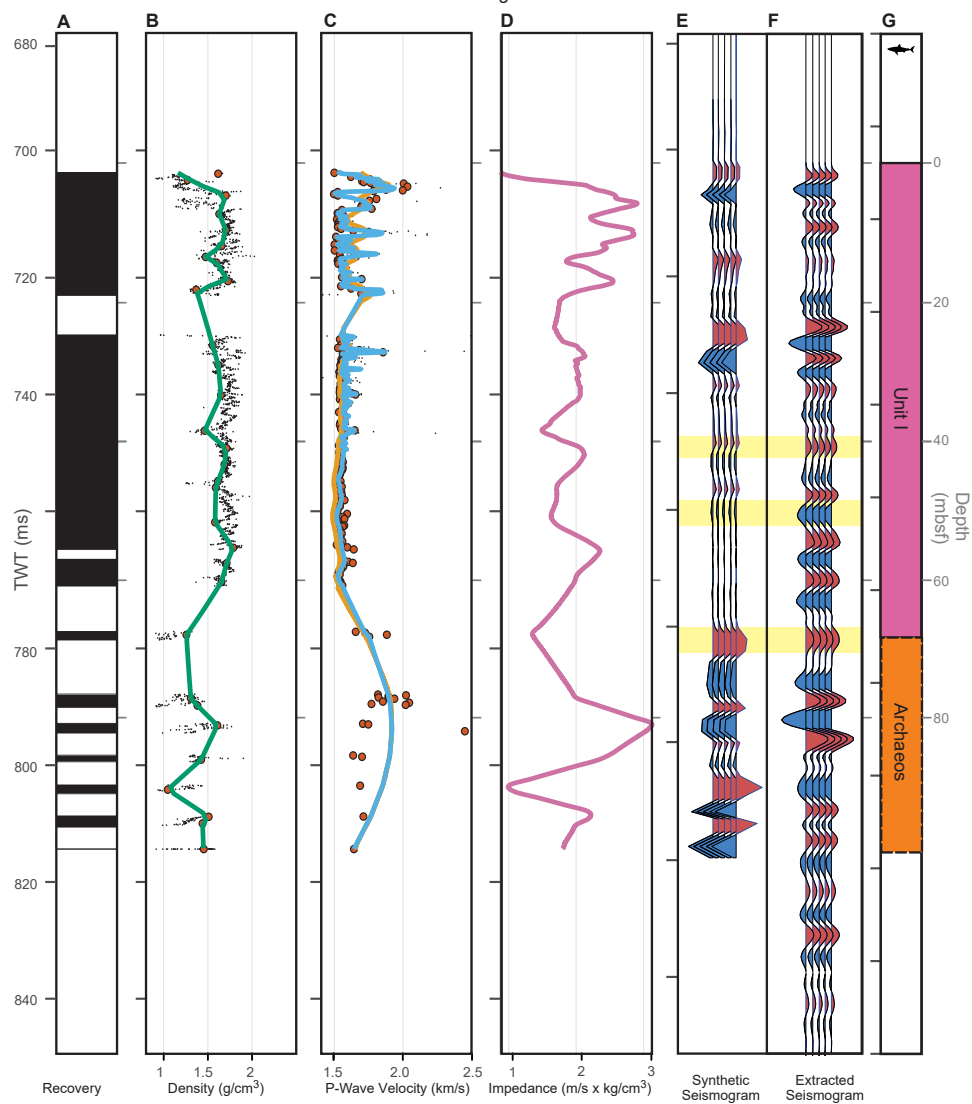 A B C D E F G
680
700
720
740
780
800
820
840
TWT (ms)
0
20
40
60
80
Depth
(mbsf)
Unit I
Archaeos
1 1.5 2
1.5 2.0 2.5
1 2 3
Recovery
Density (g/cm³)
P-Wave Velocity (km/s)
Impedance (m/s x kg/cm³)
Synthetic
Seismogram
Extracted
Seismogram